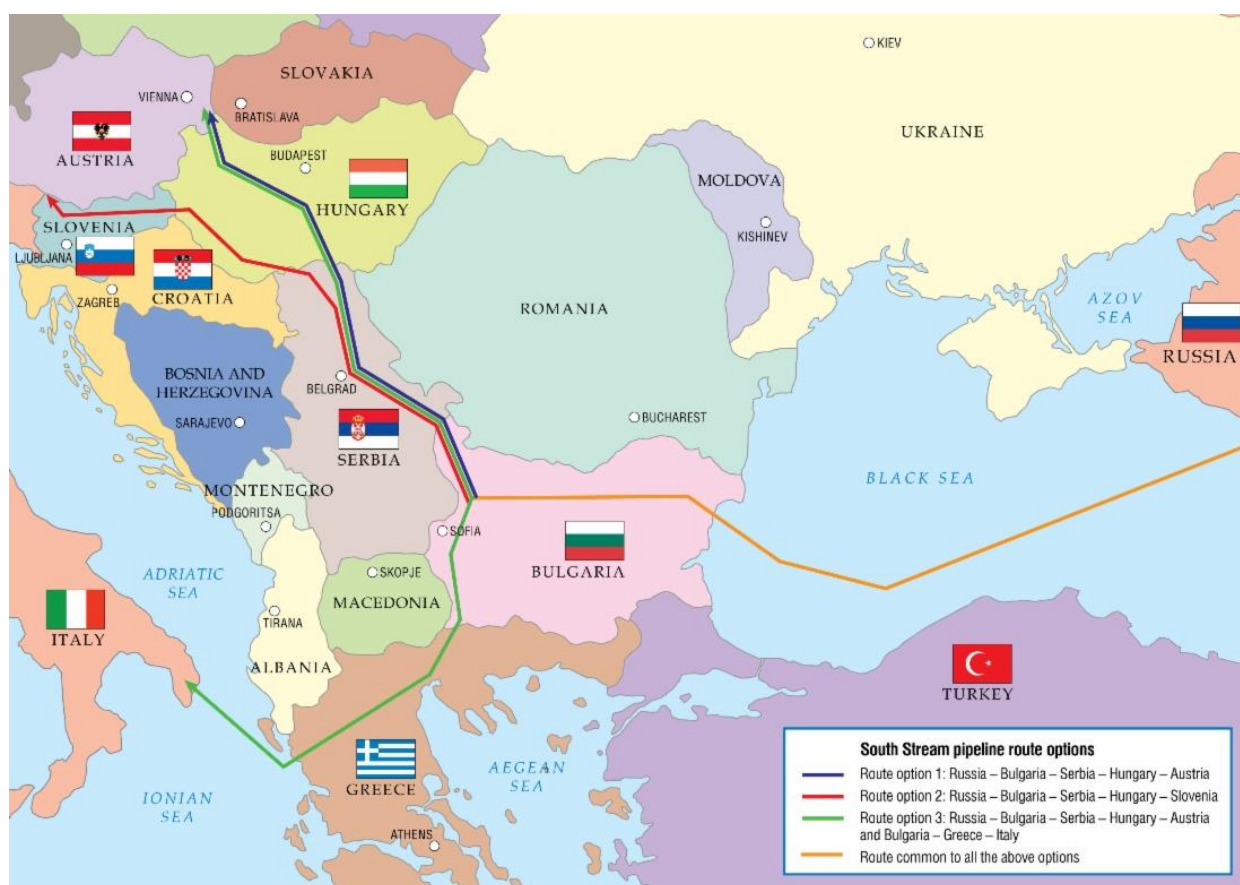 KIEV
SLOVAKIA
VIENNA
BRATISLAVA
UKRAINE
AUSTRIA
BUDAPEST
MOLDOVA
HUNGARY
SLOVENIA
KISHINEV
LJUBLJANA
CROATIA
ZAGREB
AZOV
SEA
ROMANIA
RUSSIA
BOSNIA AND
HERZEGOVINA
BELGRAD
SARAJEVO
BUCHAREST
SERBIA
BLACK SEA
MONTENEGRO
PODGORITSA
SOFIA
ADRIATIC
SEA
SKOPJE
BULGARIA
MACEDONIA
TIRANA
ITALY
ALBANIA
TURKEY
GREECE
AEGEAN
SEA
IONIAN
SEA
ATHENS
South Stream pipeline route options
Route option 1: Russia – Bulgaria – Serbia – Hungary – Austria
Route option 2: Russia – Bulgaria – Serbia – Hungary – Slovenia
Route option 3: Russia – Bulgaria – Serbia – Hungary – Austria
and Bulgaria – Greece – Italy
Route common to all the above options